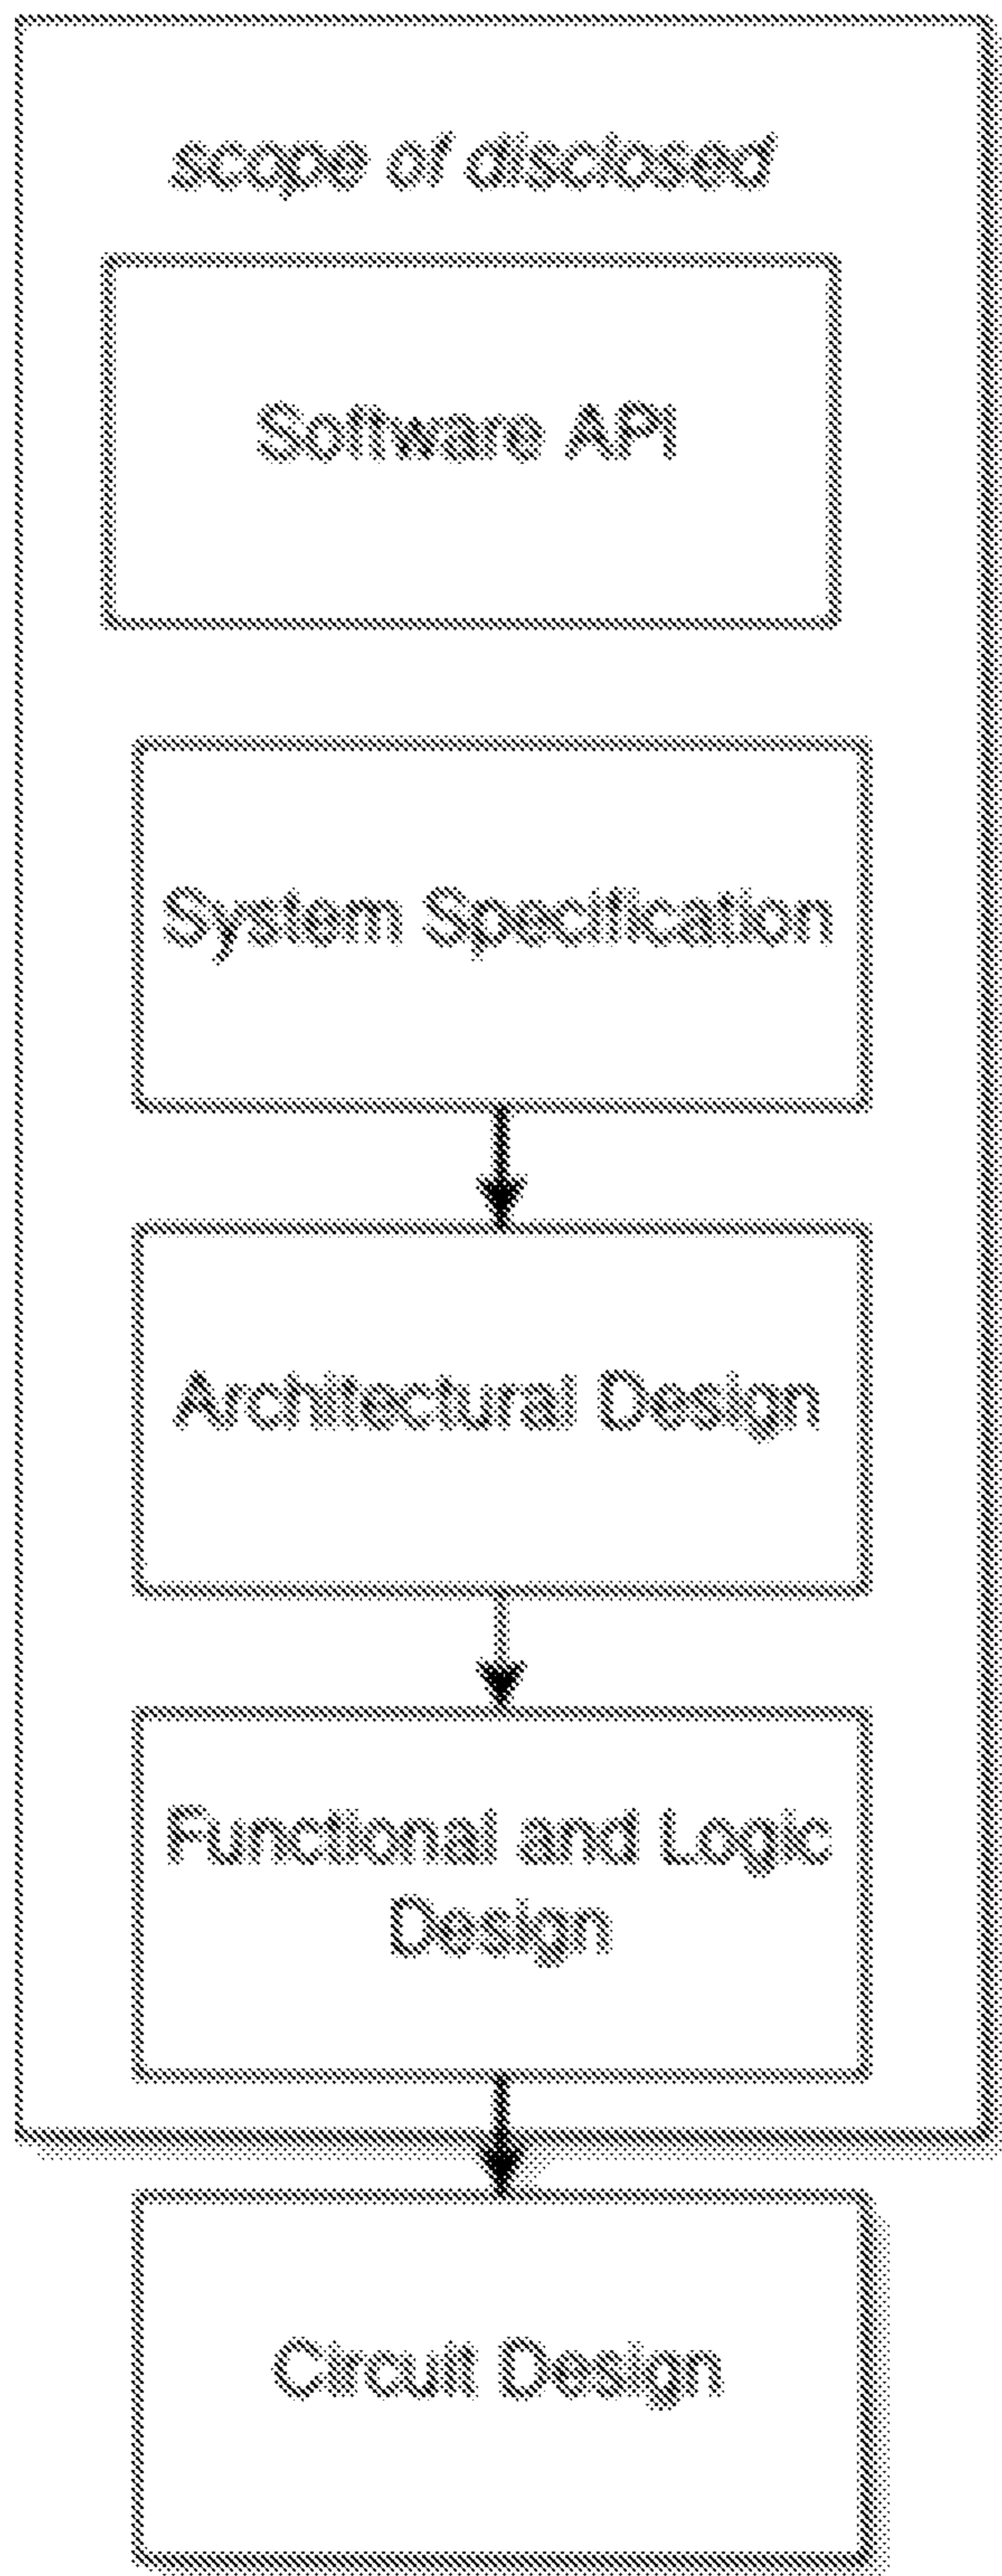 scope of disclosed
Software API
System Specification
Architectural Design
Functional and Logic
Design
Circuit Design